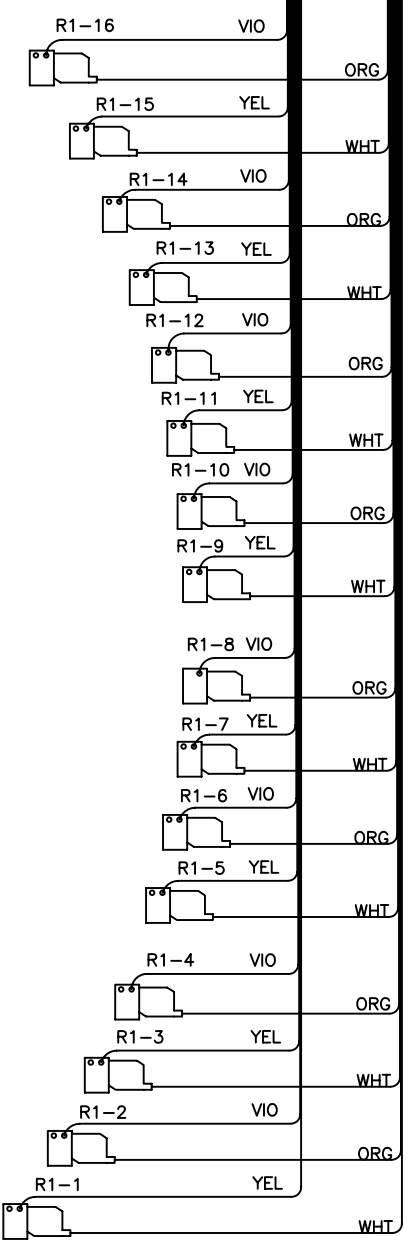 R1-16 VIO
ORG
R1-15 YEL
WHT
R1-14 VIO
ORG
R1-13 YEL
WHT
R1-12 VIO
ORG
R1-11 YEL
WHT
R1-10 VIO
ORG
R1-9 YEL
WHT
R1-8 VIO
ORG
R1-7 YEL
WHT
R1-6 VIO
ORG
R1-5 YEL
WHT
R1-4 VIO
ORG
R1-3 YEL
WHT
R1-2 VIO
ORG
R1-1 YEL
WHT